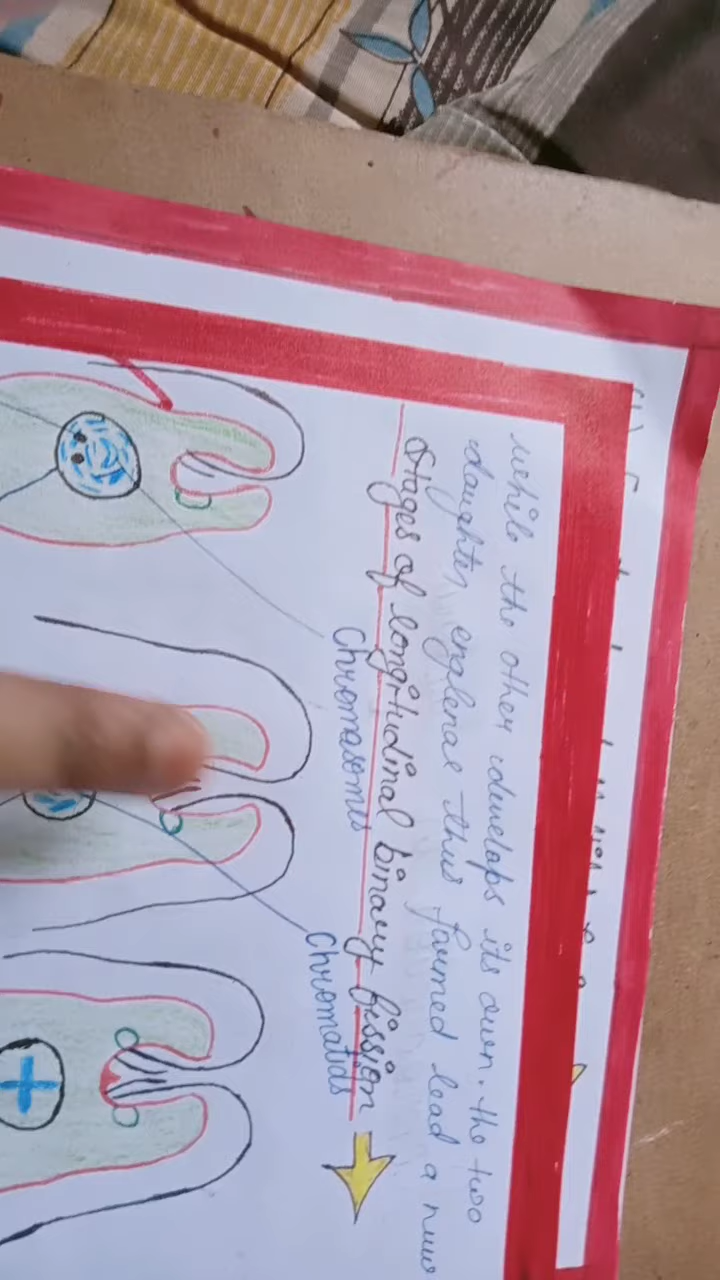 while the other develops its own. the two
daughter, euglenae thus formed lead a new
Stages of longitudinal binary fission
Chromasomes
Chromatids